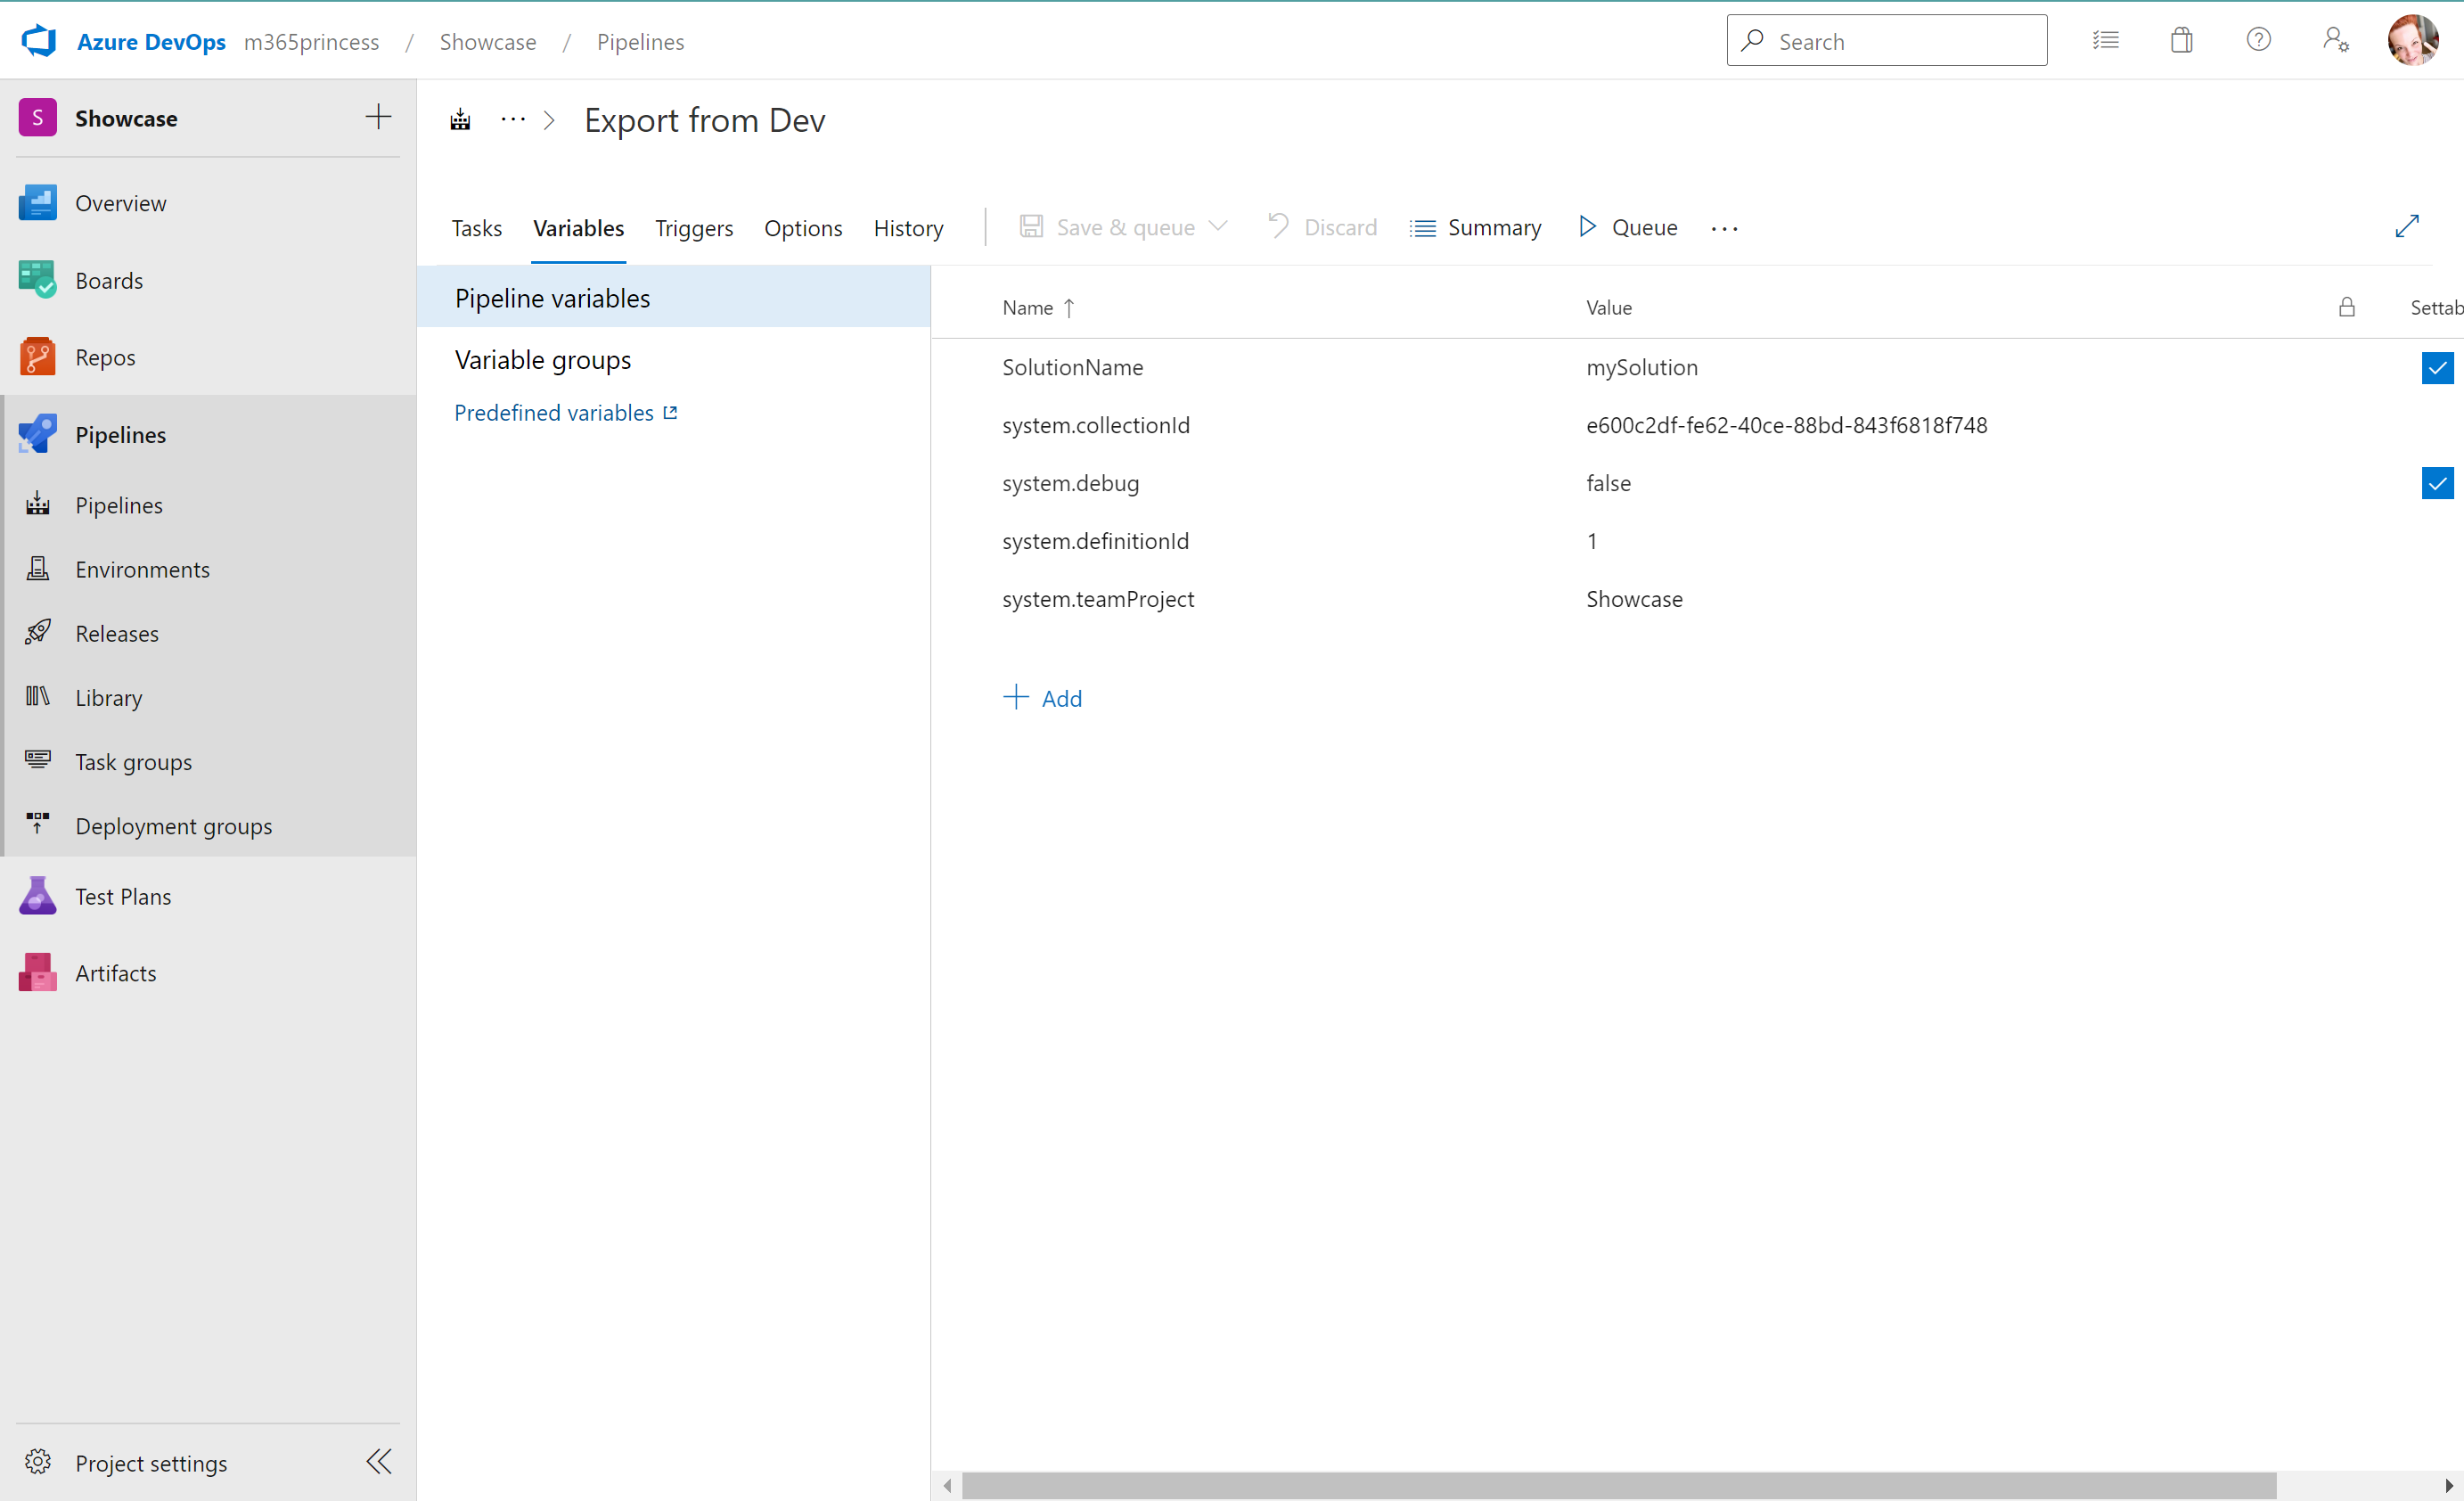 Azure DevOps m365princess / Showcase / Pipelines
Search
S Showcase
Overview
Boards
Repos
Pipelines
Pipelines
Environments
Releases
Library
Task groups
Deployment groups
Test Plans
Artifacts
Project settings
... > Export from Dev
Tasks Variables Triggers Options History Save & queue Discard Summary Queue ...
Pipeline variables
Variable groups
Predefined variables
Name ↑ Value Settab
SolutionName mySolution
system.collectionId e600c2df-fe62-40ce-88bd-843f6818f748
system.debug false
system.definitionId 1
system.teamProject Showcase
+ Add